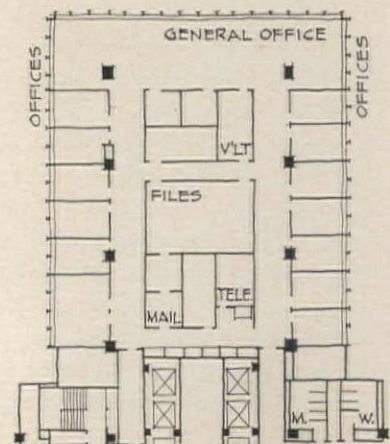 GENERAL OFFICE
OFFICES
OFFICES
V'LT
FILES
TELE.
MAIL
M.
W.